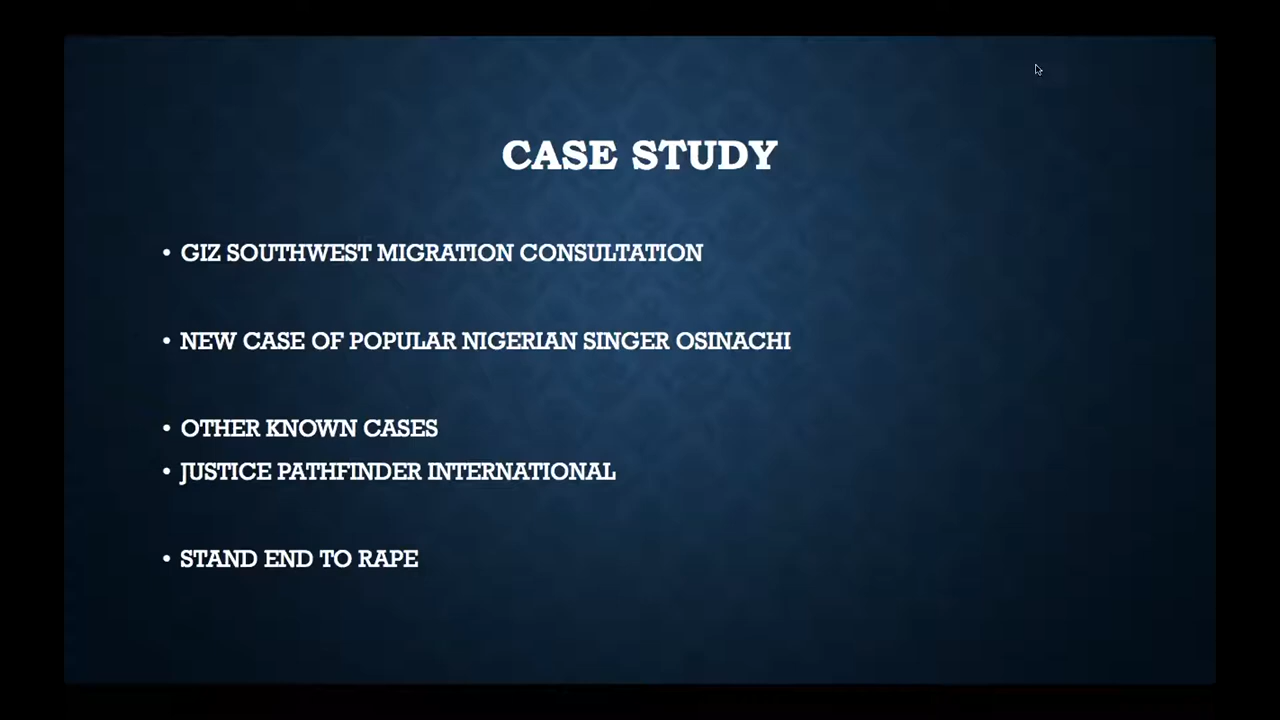 CASE STUDY
• GIZ SOUTHWEST MIGRATION CONSULTATION
• NEW CASE OF POPULAR NIGERIAN SINGER OSINACHI
• OTHER KNOWN CASES
• JUSTICE PATHFINDER INTERNATIONAL
• STAND END TO RAPE